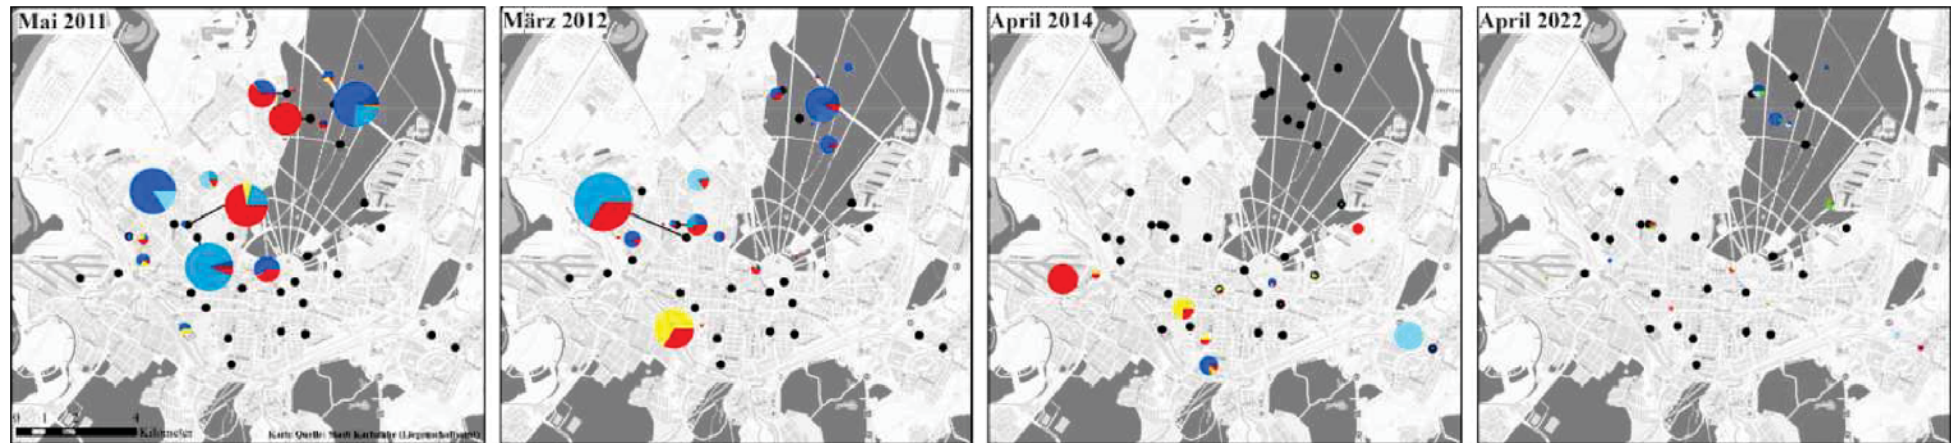 Mai 2011
März 2012
April 2014
April 2022
0 1 2 4
Kilometer
Karte Quelle: Stadt Karlsruhe (Liegenschaftsamt)